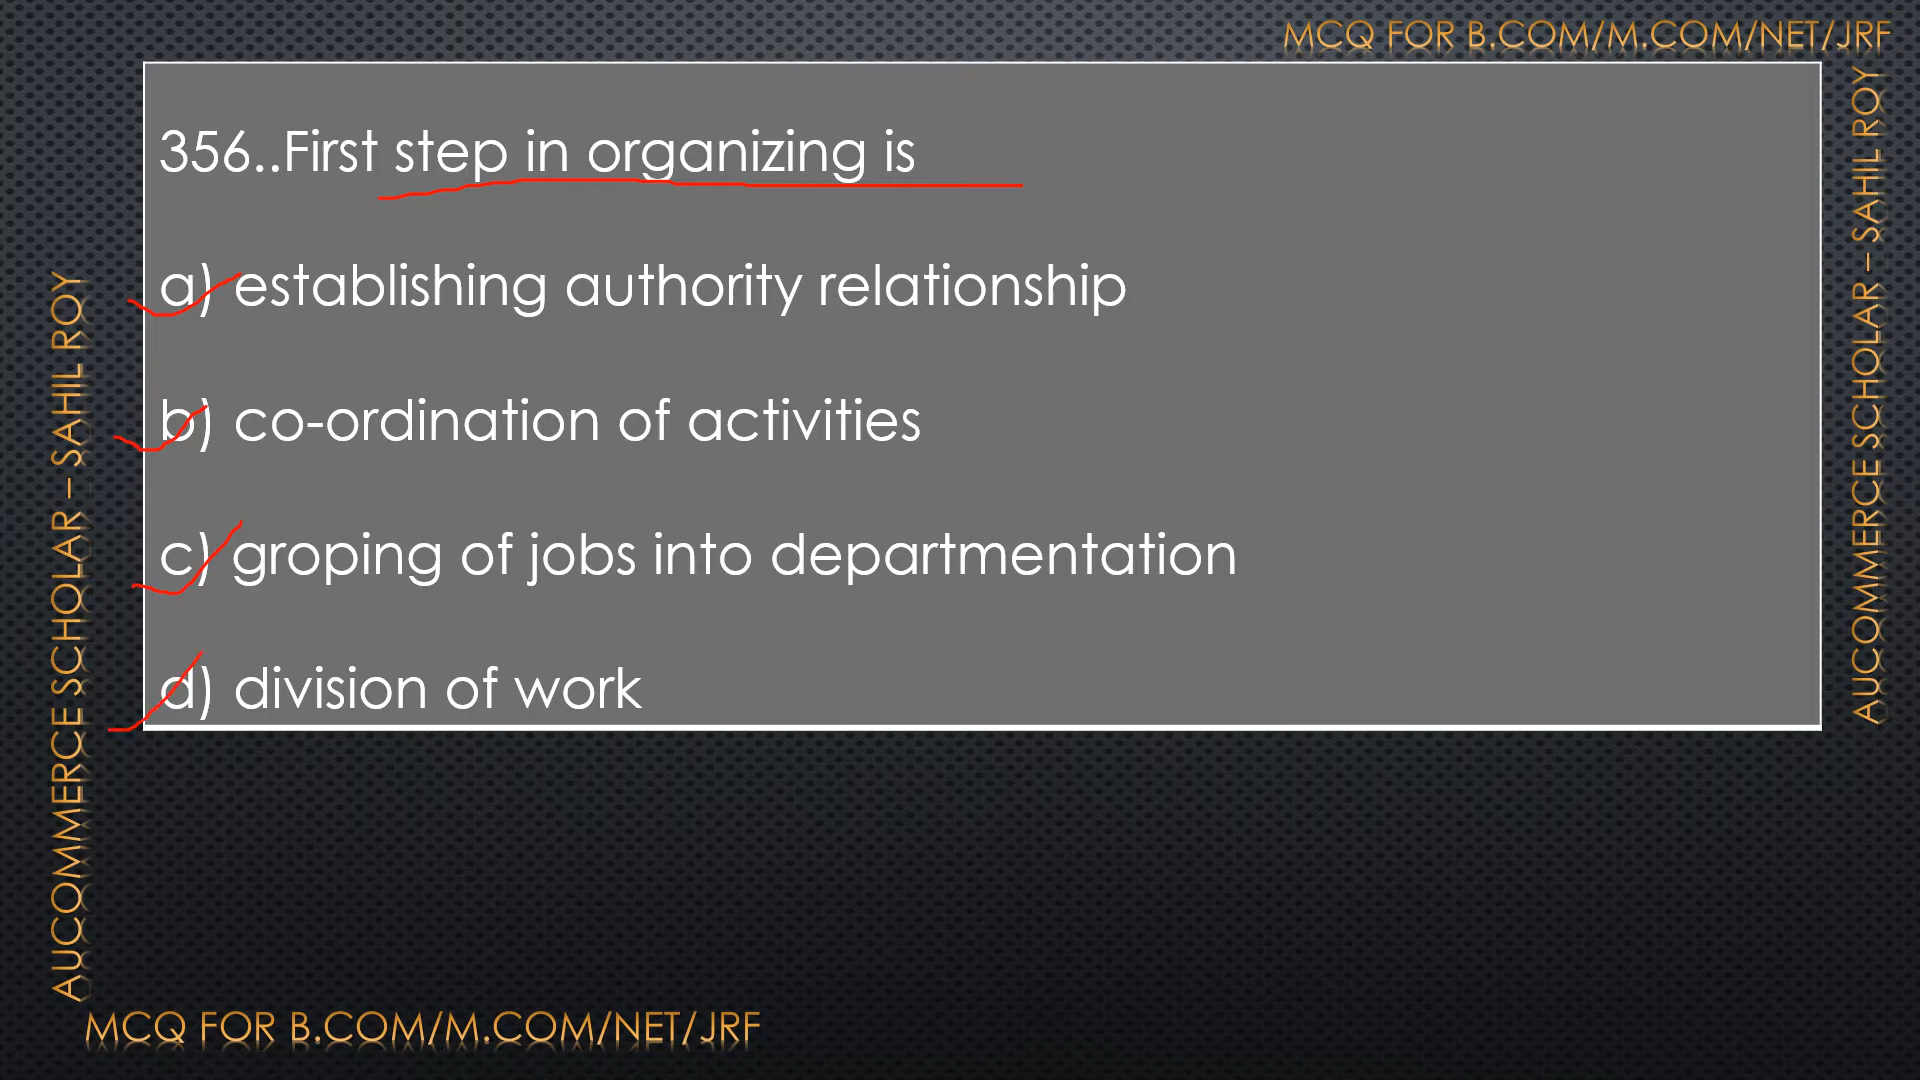 MCQ FOR B.COM/M.COM/NET/JRF
356..First step in organizing is
a) establishing authority relationship
b) co-ordination of activities
c) groping of jobs into departmentation
d) division of work
AUCOMMERCE SCHOLAR – SAHIL ROY
AUCOMMERCE SCHOLAR – SAHIL ROY
MCQ FOR B.COM/M.COM/NET/JRF